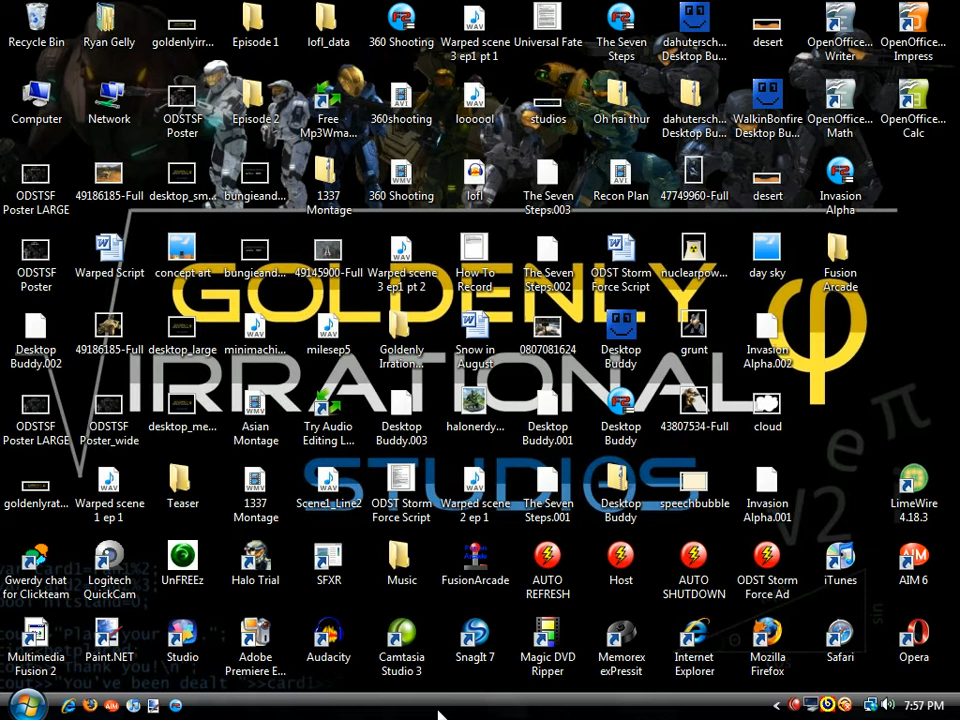 Recycle Bin
Ryan Gelly
goldenlyirr...
Episode 1
lofl_data
360 Shooting
Warped scene
3 ep1 pt 1
Universal Fate
The Seven
Steps
dahutersch...
Desktop Bu...
desert
OpenOffice...
Writer
OpenOffice...
Impress
Computer
Network
ODSTSF
Poster
Episode 2
Free
Mp3Wma...
360shooting
loooool
studios
Oh hai thur
dahutersch...
Desktop Bu...
WalkinBonfire
Desktop Bu...
OpenOffice...
Math
OpenOffice...
Calc
ODSTSF
Poster LARGE
49186185-Full
desktop_sm...
bungieand...
1337
Montage
360 Shooting
lofl
The Seven
Steps.003
Recon Plan
47749960-Full
desert
Invasion
Alpha
ODSTSF
Poster
Warped Script
concept art
bungieand...
49145900-Full
Warped scene
3 ep1 pt 2
How To
Record
The Seven
Steps.002
ODST Storm
Force Script
nuclearpow...
day sky
Fusion
Arcade
GOLDENLY
φ
Desktop
Buddy.002
49186185-Full
desktop_large
minimachi...
milesep5
Goldenly
Irration...
Snow in
August
0807081624
Desktop
Buddy
grunt
Invasion
Alpha.002
IRRATIONAL
ODSTSF
Poster LARGE
ODSTSF
Poster_wide
desktop_me...
Asian
Montage
Try Audio
Editing L...
Desktop
Buddy.003
halonerdy...
Desktop
Buddy.001
Desktop
Buddy
43807534-Full
cloud
STUDIOS
e
π
√2
i
goldenlyrat...
Warped scene
1 ep 1
Teaser
1337
Montage
Scene1_Line2
ODST Storm
Force Script
Warped scene
2 ep 1
The Seven
Steps.001
Desktop
Buddy
speechbubble
Invasion
Alpha.001
LimeWire
4.18.3
Gwerdy chat
for Clickteam
Logitech
QuickCam
UnFREEz
Halo Trial
SFXR
Music
FusionArcade
AUTO
REFRESH
Host
AUTO
SHUTDOWN
ODST Storm
Force Ad
iTunes
AIM 6
Multimedia
Fusion 2
Paint.NET
Studio
Adobe
Premiere E...
Audacity
Camtasia
Studio 3
SnagIt 7
Magic DVD
Ripper
Memorex
exPressit
Internet
Explorer
Mozilla
Firefox
Safari
Opera
7:57 PM